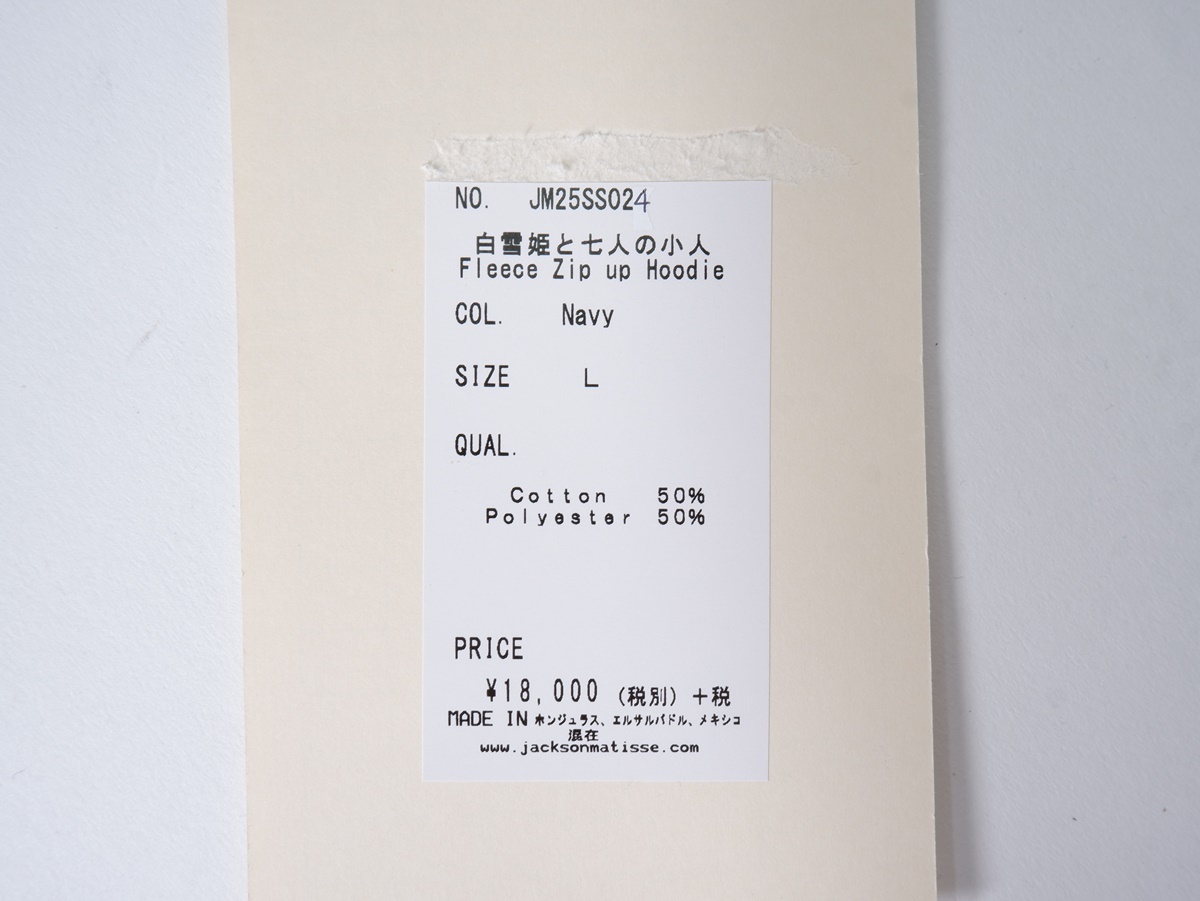 NO. JM25SS024
白雪姫と七人の小人
Fleece Zip up Hoodie
COL. Navy
SIZE L
QUAL.
Cotton 50%
Polyester 50%
PRICE
¥18,000 (税別) +税
MADE IN ホンジュラス、エルサルバドル、メキシコ
混在
www.jacksonmatisse.com